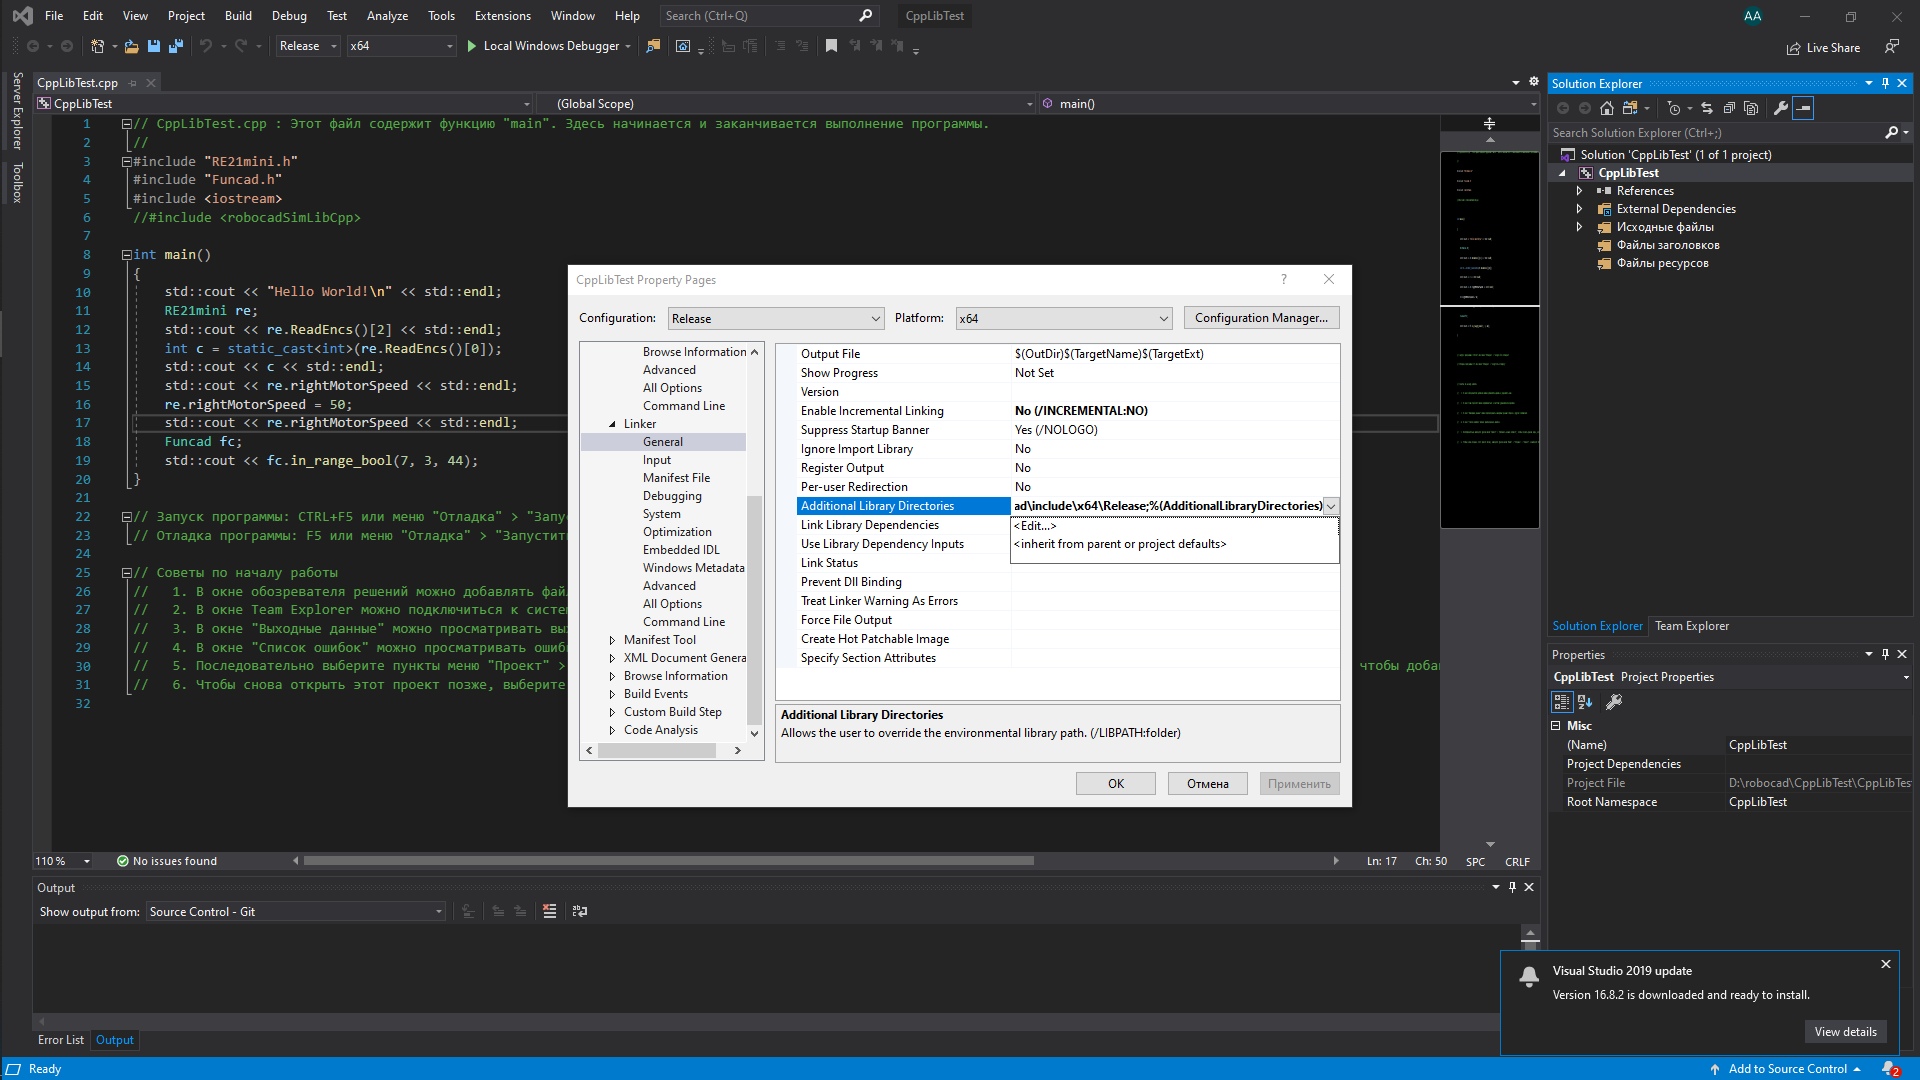 File Edit View Project Build Debug Test Analyze Tools Extensions Window Help Search (Ctrl+Q) CppLibTest AA
Release x64 Local Windows Debugger Live Share
Server Explorer
Toolbox
CppLibTest.cpp
CppLibTest (Global Scope) main()
1 // CppLibTest.cpp : Этот файл содержит функцию "main". Здесь начинается и заканчивается выполнение программы.
2 //
3 #include "RE21mini.h"
4 #include "Funcad.h"
5 #include <iostream>
6 //#include <robocadSimLibCpp>
7
8 int main()
9 {
10 std::cout << "Hello World!\n" << std::endl;
11 RE21mini re;
12 std::cout << re.ReadEncs()[2] << std::endl;
13 int c = static_cast<int>(re.ReadEncs()[0]);
14 std::cout << c << std::endl;
15 std::cout << re.rightMotorSpeed << std::endl;
16 re.rightMotorSpeed = 50;
17 std::cout << re.rightMotorSpeed << std::endl;
18 Funcad fc;
19 std::cout << fc.in_range_bool(7, 3, 44);
20 }
21
22 // Запуск программы: CTRL+F5 или меню "Отладка" > "Запу
23 // Отладка программы: F5 или меню "Отладка" > "Запустить
24
25 // Советы по началу работы
26 // 1. В окне обозревателя решений можно добавлять фай
27 // 2. В окне Team Explorer можно подключиться к систем
28 // 3. В окне "Выходные данные" можно просматривать
29 // 4. В окне "Список ошибок" можно просматривать ошиб
30 // 5. Последовательно выберите пункты меню "Проект" > чтобы доба
31 // 6. Чтобы снова открыть этот проект позже, выберите
32
110 % No issues found Ln: 17 Ch: 50 SPC CRLF
CppLibTest Property Pages ?
Configuration: Release Platform: x64 Configuration Manager...
Browse Information
Advanced
All Options
Command Line
Linker
General
Input
Manifest File
Debugging
System
Optimization
Embedded IDL
Windows Metadata
Advanced
All Options
Command Line
Manifest Tool
XML Document Genera
Browse Information
Build Events
Custom Build Step
Code Analysis
Output File $(OutDir)$(TargetName)$(TargetExt)
Show Progress Not Set
Version
Enable Incremental Linking No (/INCREMENTAL:NO)
Suppress Startup Banner Yes (/NOLOGO)
Ignore Import Library No
Register Output No
Per-user Redirection No
Additional Library Directories ad\include\x64\Release;%(AdditionalLibraryDirectories)
Link Library Dependencies <Edit...>
Use Library Dependency Inputs <inherit from parent or project defaults>
Link Status
Prevent Dll Binding
Treat Linker Warning As Errors
Force File Output
Create Hot Patchable Image
Specify Section Attributes
Additional Library Directories
Allows the user to override the environmental library path. (/LIBPATH:folder)
OK Отмена Применить
Solution Explorer
Search Solution Explorer (Ctrl+;)
Solution 'CppLibTest' (1 of 1 project)
CppLibTest
References
External Dependencies
Исходные файлы
Файлы заголовков
Файлы ресурсов
Solution Explorer Team Explorer
Properties
CppLibTest Project Properties
Misc
(Name) CppLibTest
Project Dependencies
Project File D:\robocad\CppLibTest\CppLibTes
Root Namespace CppLibTest
Output
Show output from: Source Control - Git
Error List Output
Visual Studio 2019 update
Version 16.8.2 is downloaded and ready to install.
View details
Ready Add to Source Control 2